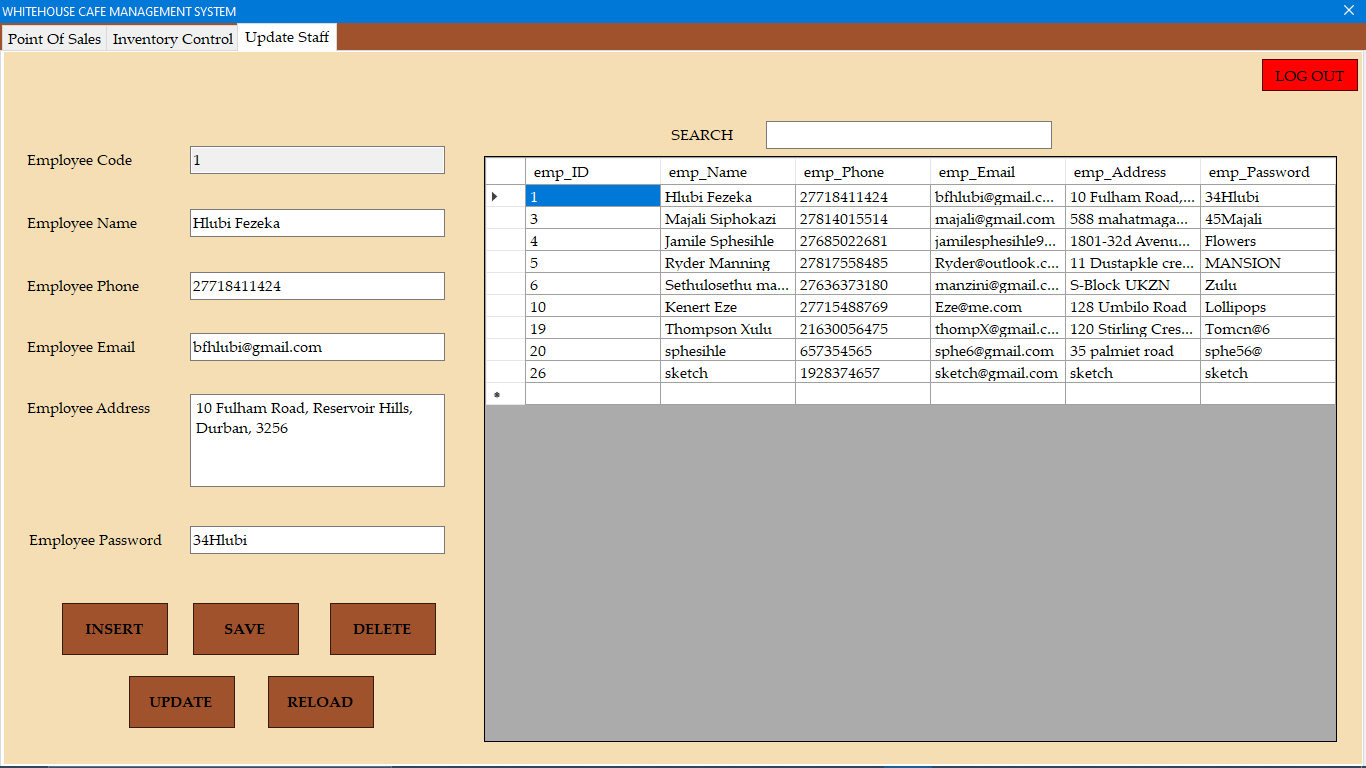 WHITEHOUSE CAFE MANAGEMENT SYSTEM
Point Of Sales Inventory Control Update Staff
LOG OUT
SEARCH
Employee Code 1
Employee Name Hlubi Fezeka
Employee Phone 27718411424
Employee Email bfhlubi@gmail.com
Employee Address 10 Fulham Road, Reservoir Hills,
Durban, 3256
Employee Password 34Hlubi
INSERT SAVE DELETE
UPDATE RELOAD
emp_ID emp_Name emp_Phone emp_Email emp_Address emp_Password
1 Hlubi Fezeka 27718411424 bfhlubi@gmail.c... 10 Fulham Road,... 34Hlubi
3 Majali Siphokazi 27814015514 majali@gmail.com 588 mahatmaga... 45Majali
4 Jamile Sphesihle 27685022681 jamilesphesihle9... 1801-32d Avenu... Flowers
5 Ryder Manning 27817558485 Ryder@outlook.c... 11 Dustapkle cre... MANSION
6 Sethulosethu ma... 27636373180 manzini@gmail.c... S-Block UKZN Zulu
10 Kenert Eze 27715488769 Eze@me.com 128 Umbilo Road Lollipops
19 Thompson Xulu 21630056475 thompX@gmail.c... 120 Stirling Cres... Tomcn@6
20 sphesihle 657354565 sphe6@gmail.com 35 palmiet road sphe56@
26 sketch 1928374657 sketch@gmail.com sketch sketch